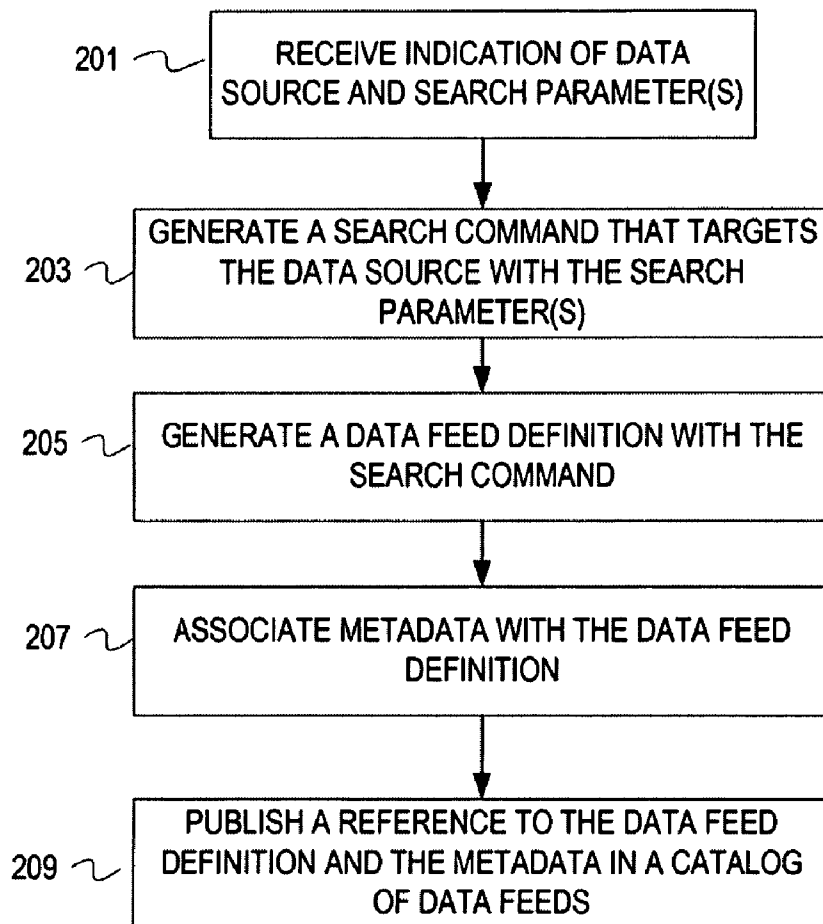 201
RECEIVE INDICATION OF DATA
SOURCE AND SEARCH PARAMETER(S)
203
GENERATE A SEARCH COMMAND THAT TARGETS
THE DATA SOURCE WITH THE SEARCH
PARAMETER(S)
205
GENERATE A DATA FEED DEFINITION WITH THE
SEARCH COMMAND
207
ASSOCIATE METADATA WITH THE DATA FEED
DEFINITION
209
PUBLISH A REFERENCE TO THE DATA FEED
DEFINITION AND THE METADATA IN A CATALOG
OF DATA FEEDS